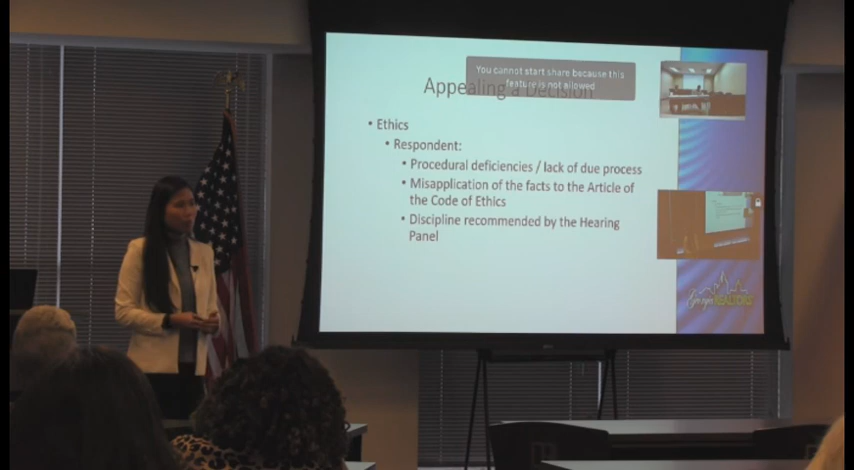 You cannot start share because this
feature is not allowed
Appealing a Decision
• Ethics
• Respondent:
• Procedural deficiencies / lack of due process
• Misapplication of the facts to the Article of
the Code of Ethics
• Discipline recommended by the Hearing
Panel
Georgia REALTORS